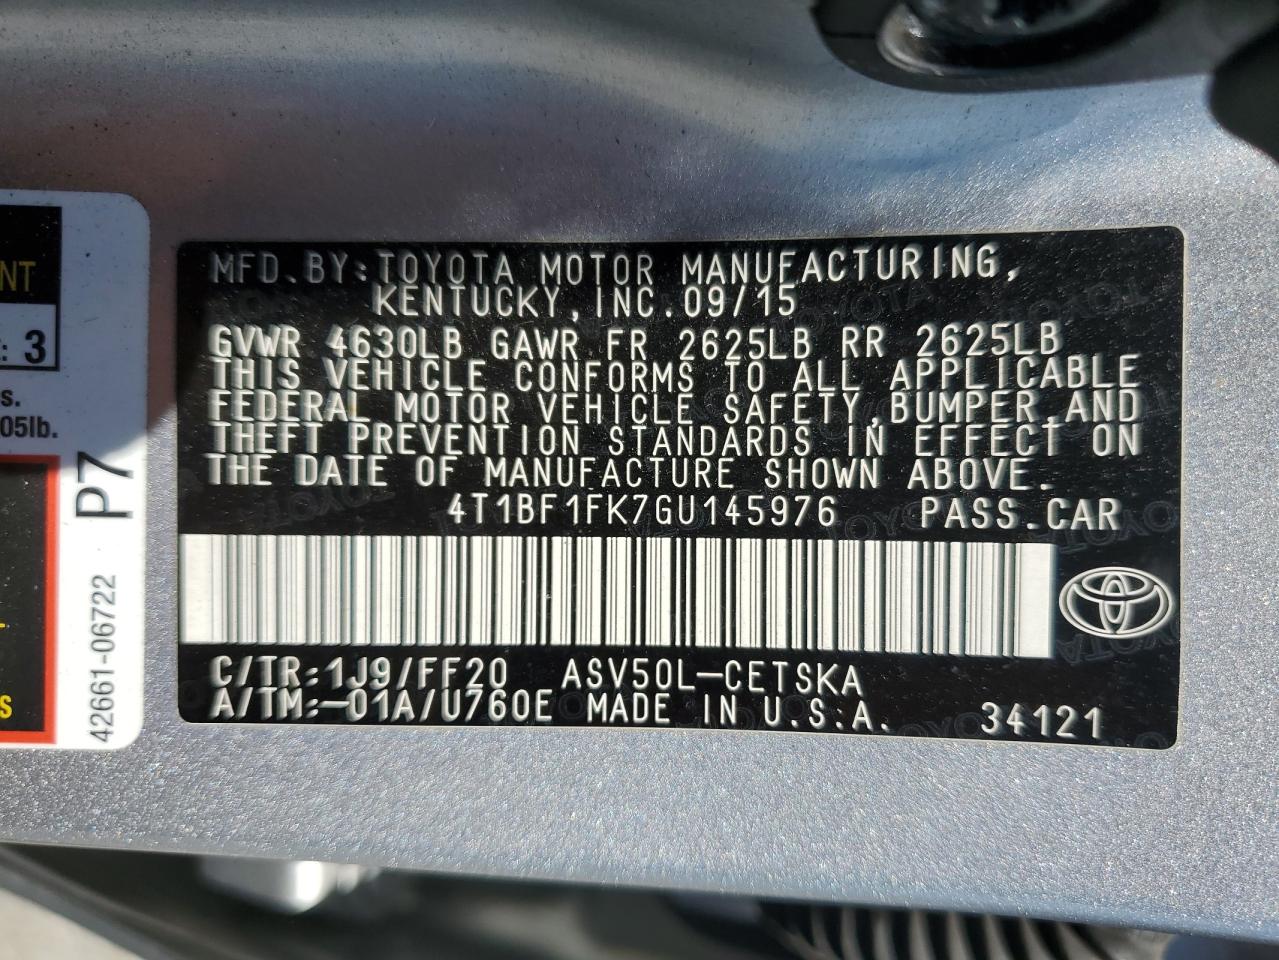 NT
: 3
s.
05lb.
P7
42661-06722
S
MFD.BY:TOYOTA MOTOR MANUFACTURING,
KENTUCKY,INC.09/15
GVWR 4630LB GAWR FR 2625LB RR 2625LB
THIS VEHICLE CONFORMS TO ALL APPLICABLE
FEDERAL MOTOR VEHICLE SAFETY,BUMPER,AND
THEFT PREVENTION STANDARDS IN EFFECT ON
THE DATE OF MANUFACTURE SHOWN ABOVE.
4T1BF1FK7GU145976 PASS.CAR
C/TR:1J9/FF20 ASV50L-CETSKA
A/TM:-01A/U760E MADE IN U.S.A. 34121